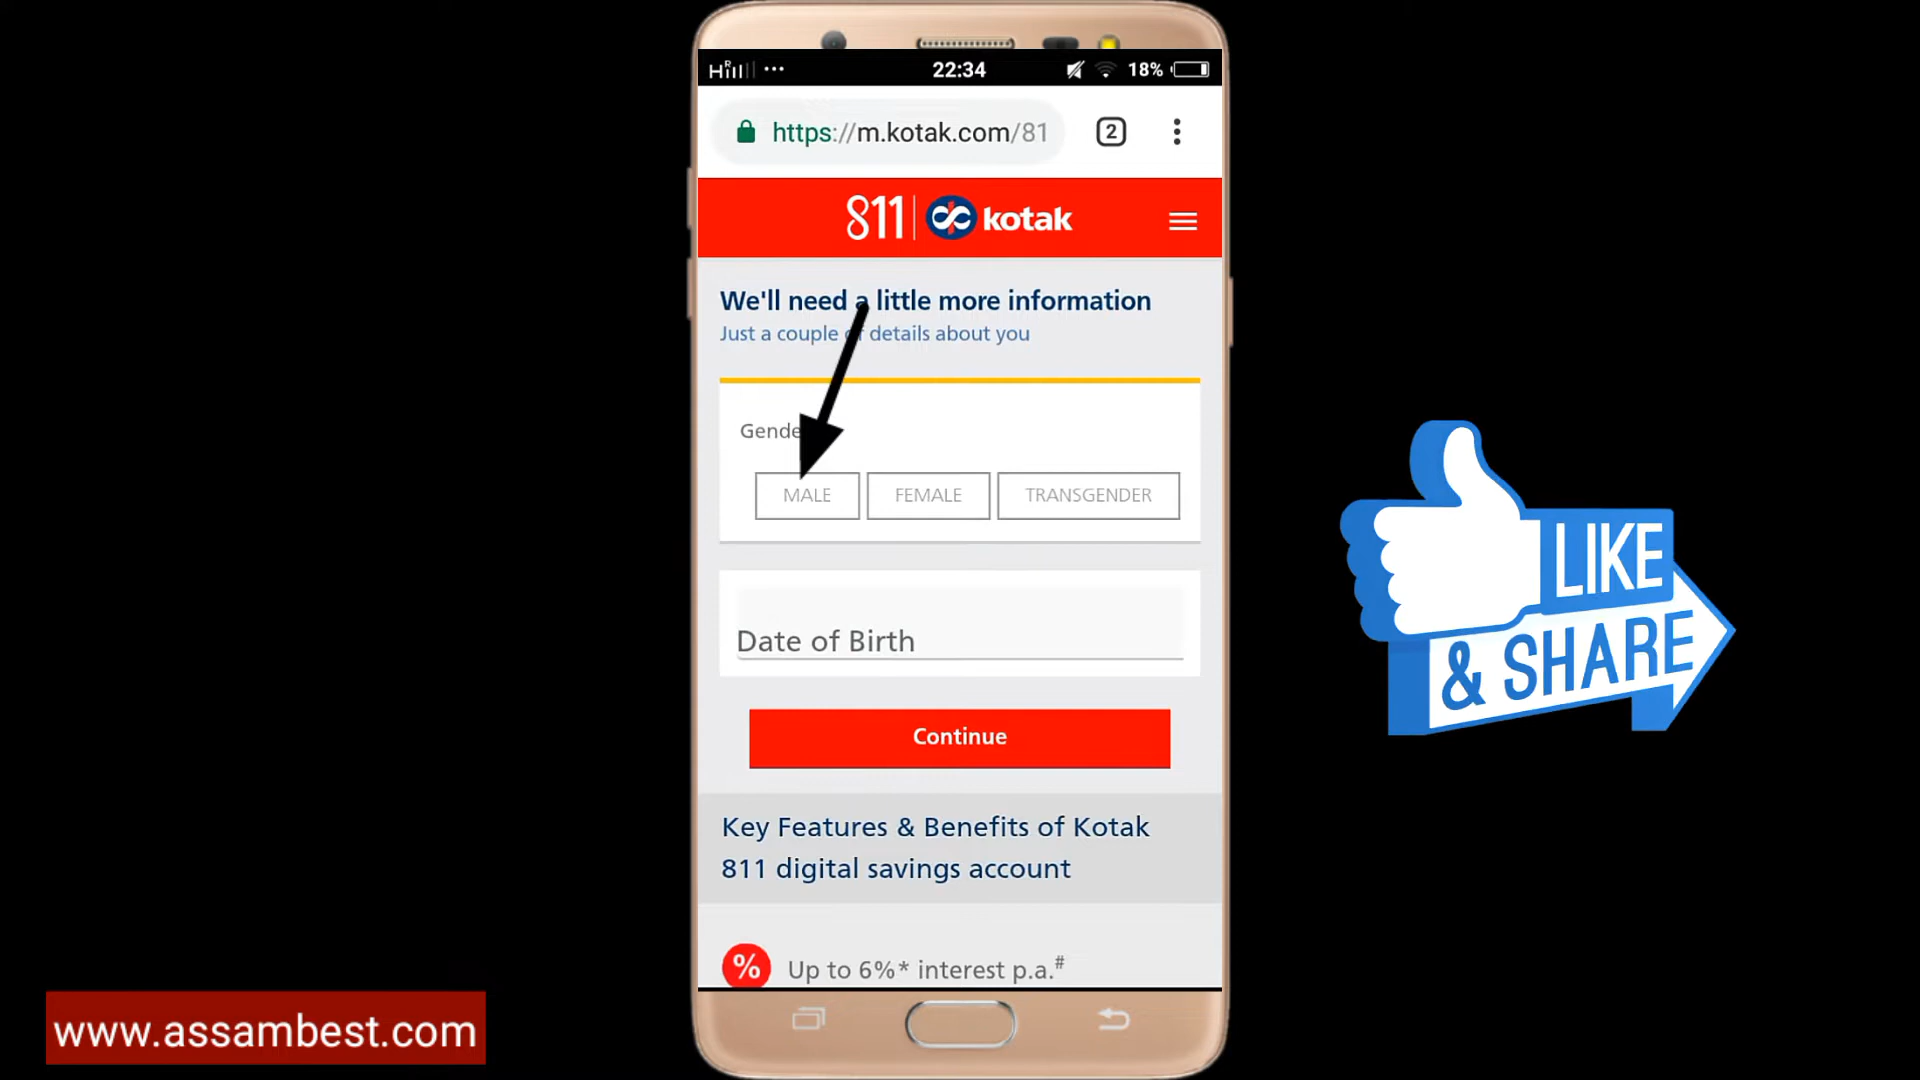 22:34
18%
https://m.kotak.com/81
2
811 kotak
We'll need a little more information
Just a couple of details about you
Gende
MALE
FEMALE
TRANSGENDER
Date of Birth
Continue
Key Features & Benefits of Kotak
811 digital savings account
% Up to 6%* interest p.a.#
LIKE
& SHARE
www.assambest.com